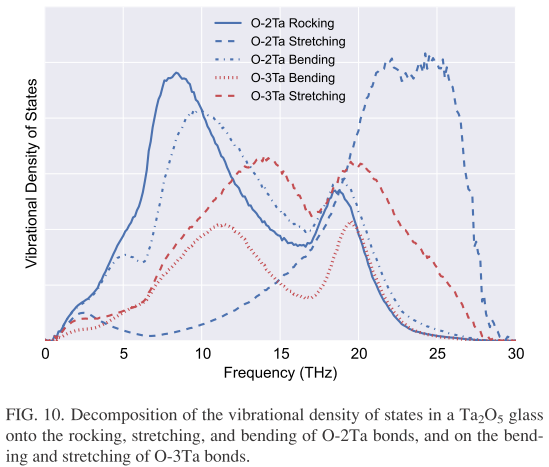 O-2Ta Rocking
O-2Ta Stretching
O-2Ta Bending
O-3Ta Bending
O-3Ta Stretching
Vibrational Density of States
0 5 10 15 20 25 30
Frequency (THz)
FIG. 10. Decomposition of the vibrational density of states in a Ta₂O₅ glass
onto the rocking, stretching, and bending of O-2Ta bonds, and on the bend-
ing and stretching of O-3Ta bonds.